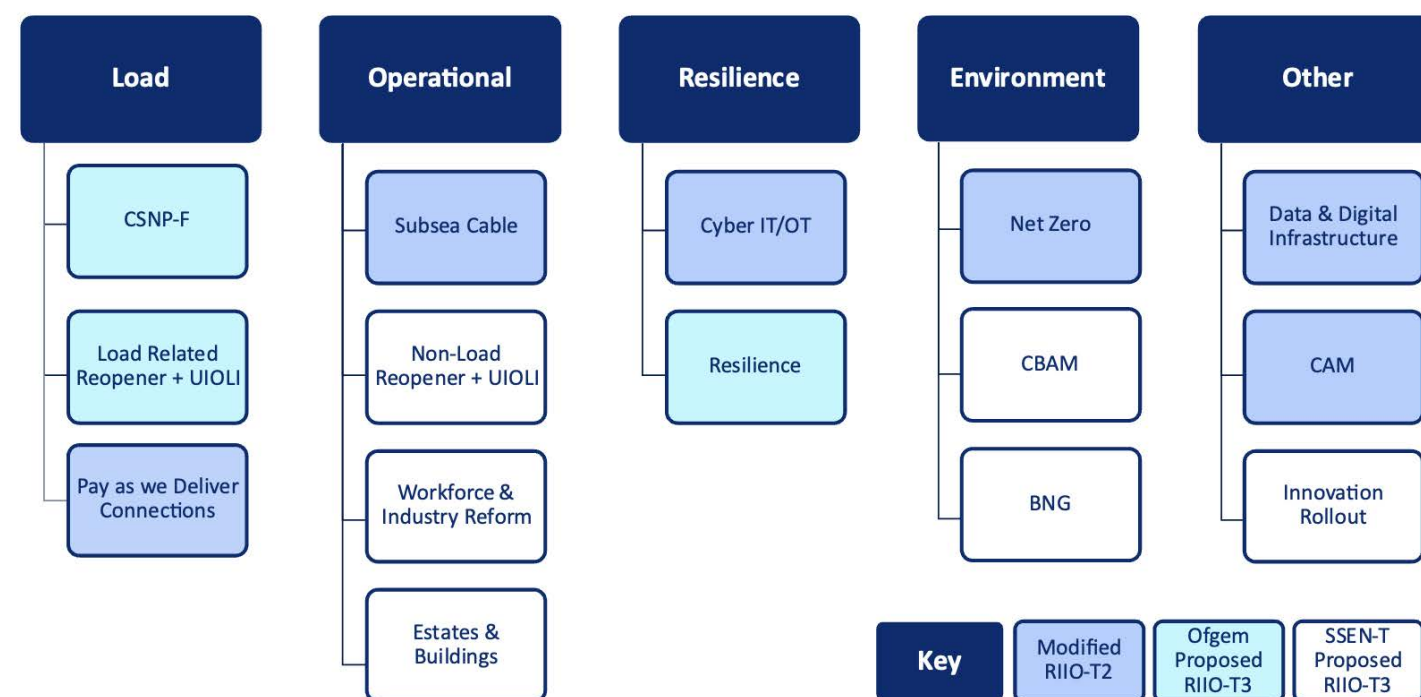 Load
CSNP-F
Load Related
Reopener + UIOLI
Pay as we Deliver
Connections
Operational
Subsea Cable
Non-Load
Reopener + UIOLI
Workforce &
Industry Reform
Estates &
Buildings
Resilience
Cyber IT/OT
Resilience
Environment
Net Zero
CBAM
BNG
Other
Data & Digital
Infrastructure
CAM
Innovation
Rollout
Key
Modified
RIIO-T2
Ofgem
Proposed
RIIO-T3
SSEN-T
Proposed
RIIO-T3